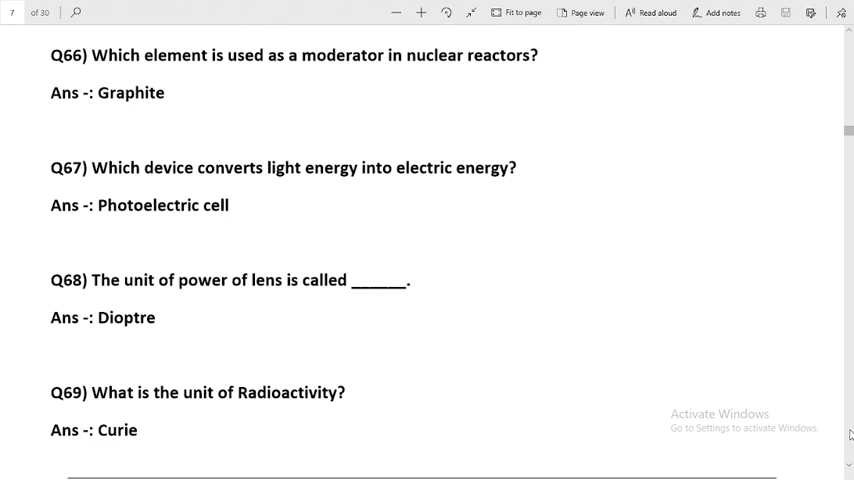 7 of 30 Fit to page Page view Read aloud Add notes
Q66) Which element is used as a moderator in nuclear reactors?
Ans -: Graphite
Q67) Which device converts light energy into electric energy?
Ans -: Photoelectric cell
Q68) The unit of power of lens is called ______.
Ans -: Dioptre
Q69) What is the unit of Radioactivity?
Activate Windows
Go to Settings to activate Windows.
Ans -: Curie